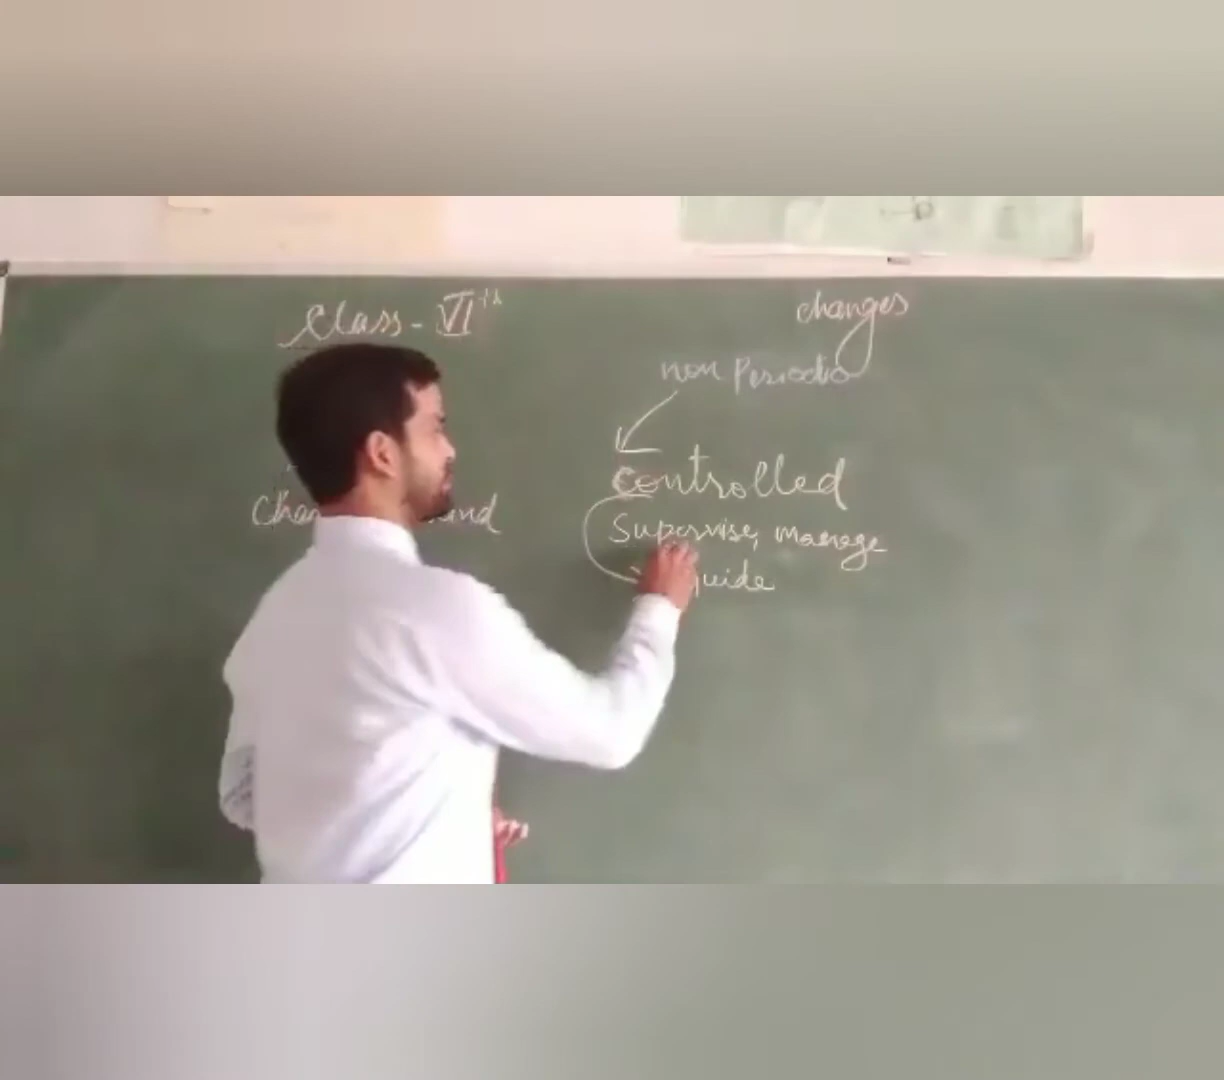 Class - VIth
changes
non Periodic
controlled
Supervise, manage
guide